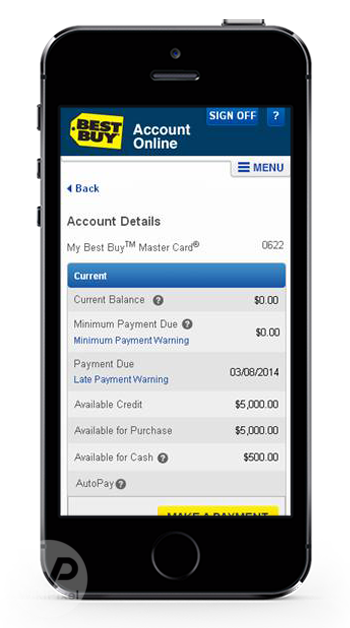 SIGN OFF ?
BEST BUY
Account Online
MENU
Back
Account Details
My Best Buy™ Master Card® 0622
Current
Current Balance ? $0.00
Minimum Payment Due ? $0.00
Minimum Payment Warning
Payment Due 03/08/2014
Late Payment Warning
Available Credit $5,000.00
Available for Purchase $5,000.00
Available for Cash ? $500.00
AutoPay ?
MAKE A PAYMENT